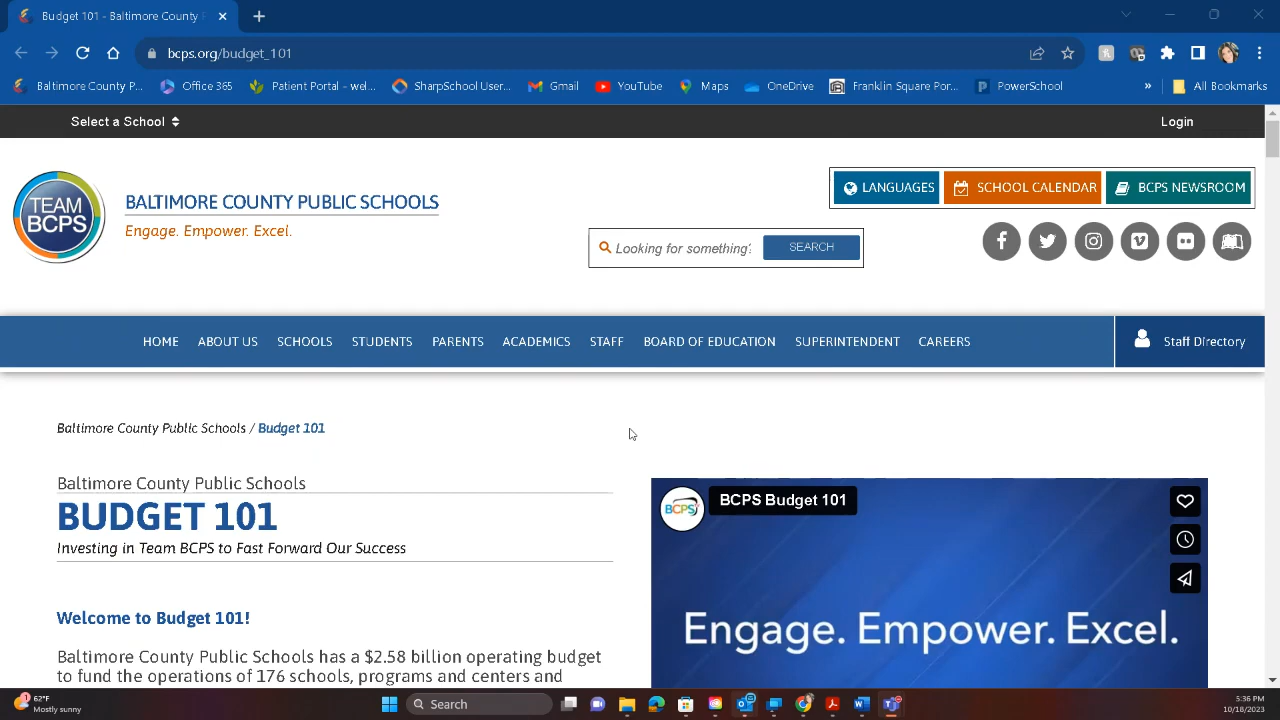 Budget 101 - Baltimore County
bcps.org/budget_101
Baltimore County P... Office 365 Patient Portal – wel... SharpSchool User... Gmail YouTube Maps OneDrive Franklin Square Por... PowerSchool » All Bookmarks
Select a School Login
LANGUAGES SCHOOL CALENDAR BCPS NEWSROOM
TEAM
BCPS
BALTIMORE COUNTY PUBLIC SCHOOLS
Engage. Empower. Excel.
Looking for something? SEARCH
HOME ABOUT US SCHOOLS STUDENTS PARENTS ACADEMICS STAFF BOARD OF EDUCATION SUPERINTENDENT CAREERS Staff Directory
Baltimore County Public Schools / Budget 101
Baltimore County Public Schools
BUDGET 101
Investing in Team BCPS to Fast Forward Our Success
BCPS
BCPS Budget 101
Engage. Empower. Excel.
Welcome to Budget 101!
Baltimore County Public Schools has a $2.58 billion operating budget
to fund the operations of 176 schools, programs and centers and
62°F
Mostly sunny
Search
5:36 PM
10/18/2023